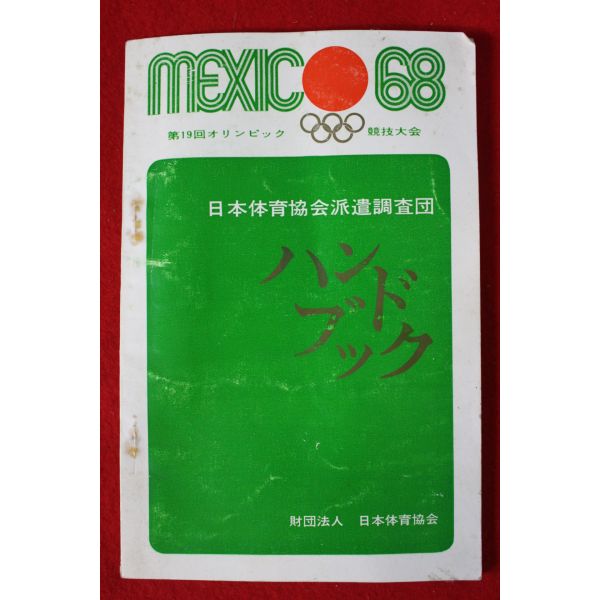 MEXICO 68
第19回オリンピック 競技大会
日本体育協会派遣調査団
ハンド
ブック
財団法人 日本体育協会